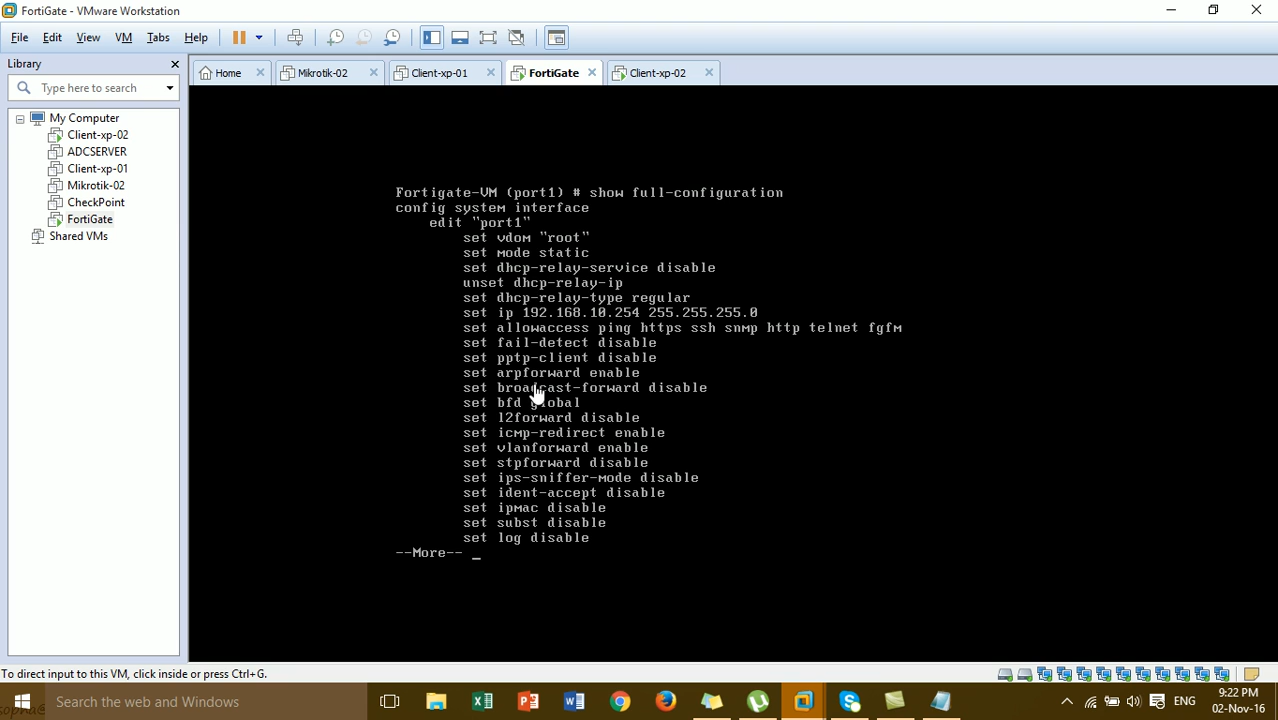 FortiGate - VMware Workstation
File Edit View VM Tabs Help
Library
Type here to search
My Computer
Client-xp-02
ADCSERVER
Client-xp-01
Mikrotik-02
CheckPoint
FortiGate
Shared VMs
Home Mikrotik-02 Client-xp-01 FortiGate Client-xp-02
Fortigate-VM (port1) # show full-configuration
config system interface
edit "port1"
set vdom "root"
set mode static
set dhcp-relay-service disable
unset dhcp-relay-ip
set dhcp-relay-type regular
set ip 192.168.10.254 255.255.255.0
set allowaccess ping https ssh snmp http telnet fgfm
set fail-detect disable
set pptp-client disable
set arpforward enable
set broadcast-forward disable
set bfd global
set l2forward disable
set icmp-redirect enable
set vlanforward enable
set stpforward disable
set ips-sniffer-mode disable
set ident-accept disable
set ipmac disable
set subst disable
set log disable
--More-- _
To direct input to this VM, click inside or press Ctrl+G.
Search the web and Windows
ENG
9:22 PM
02-Nov-16